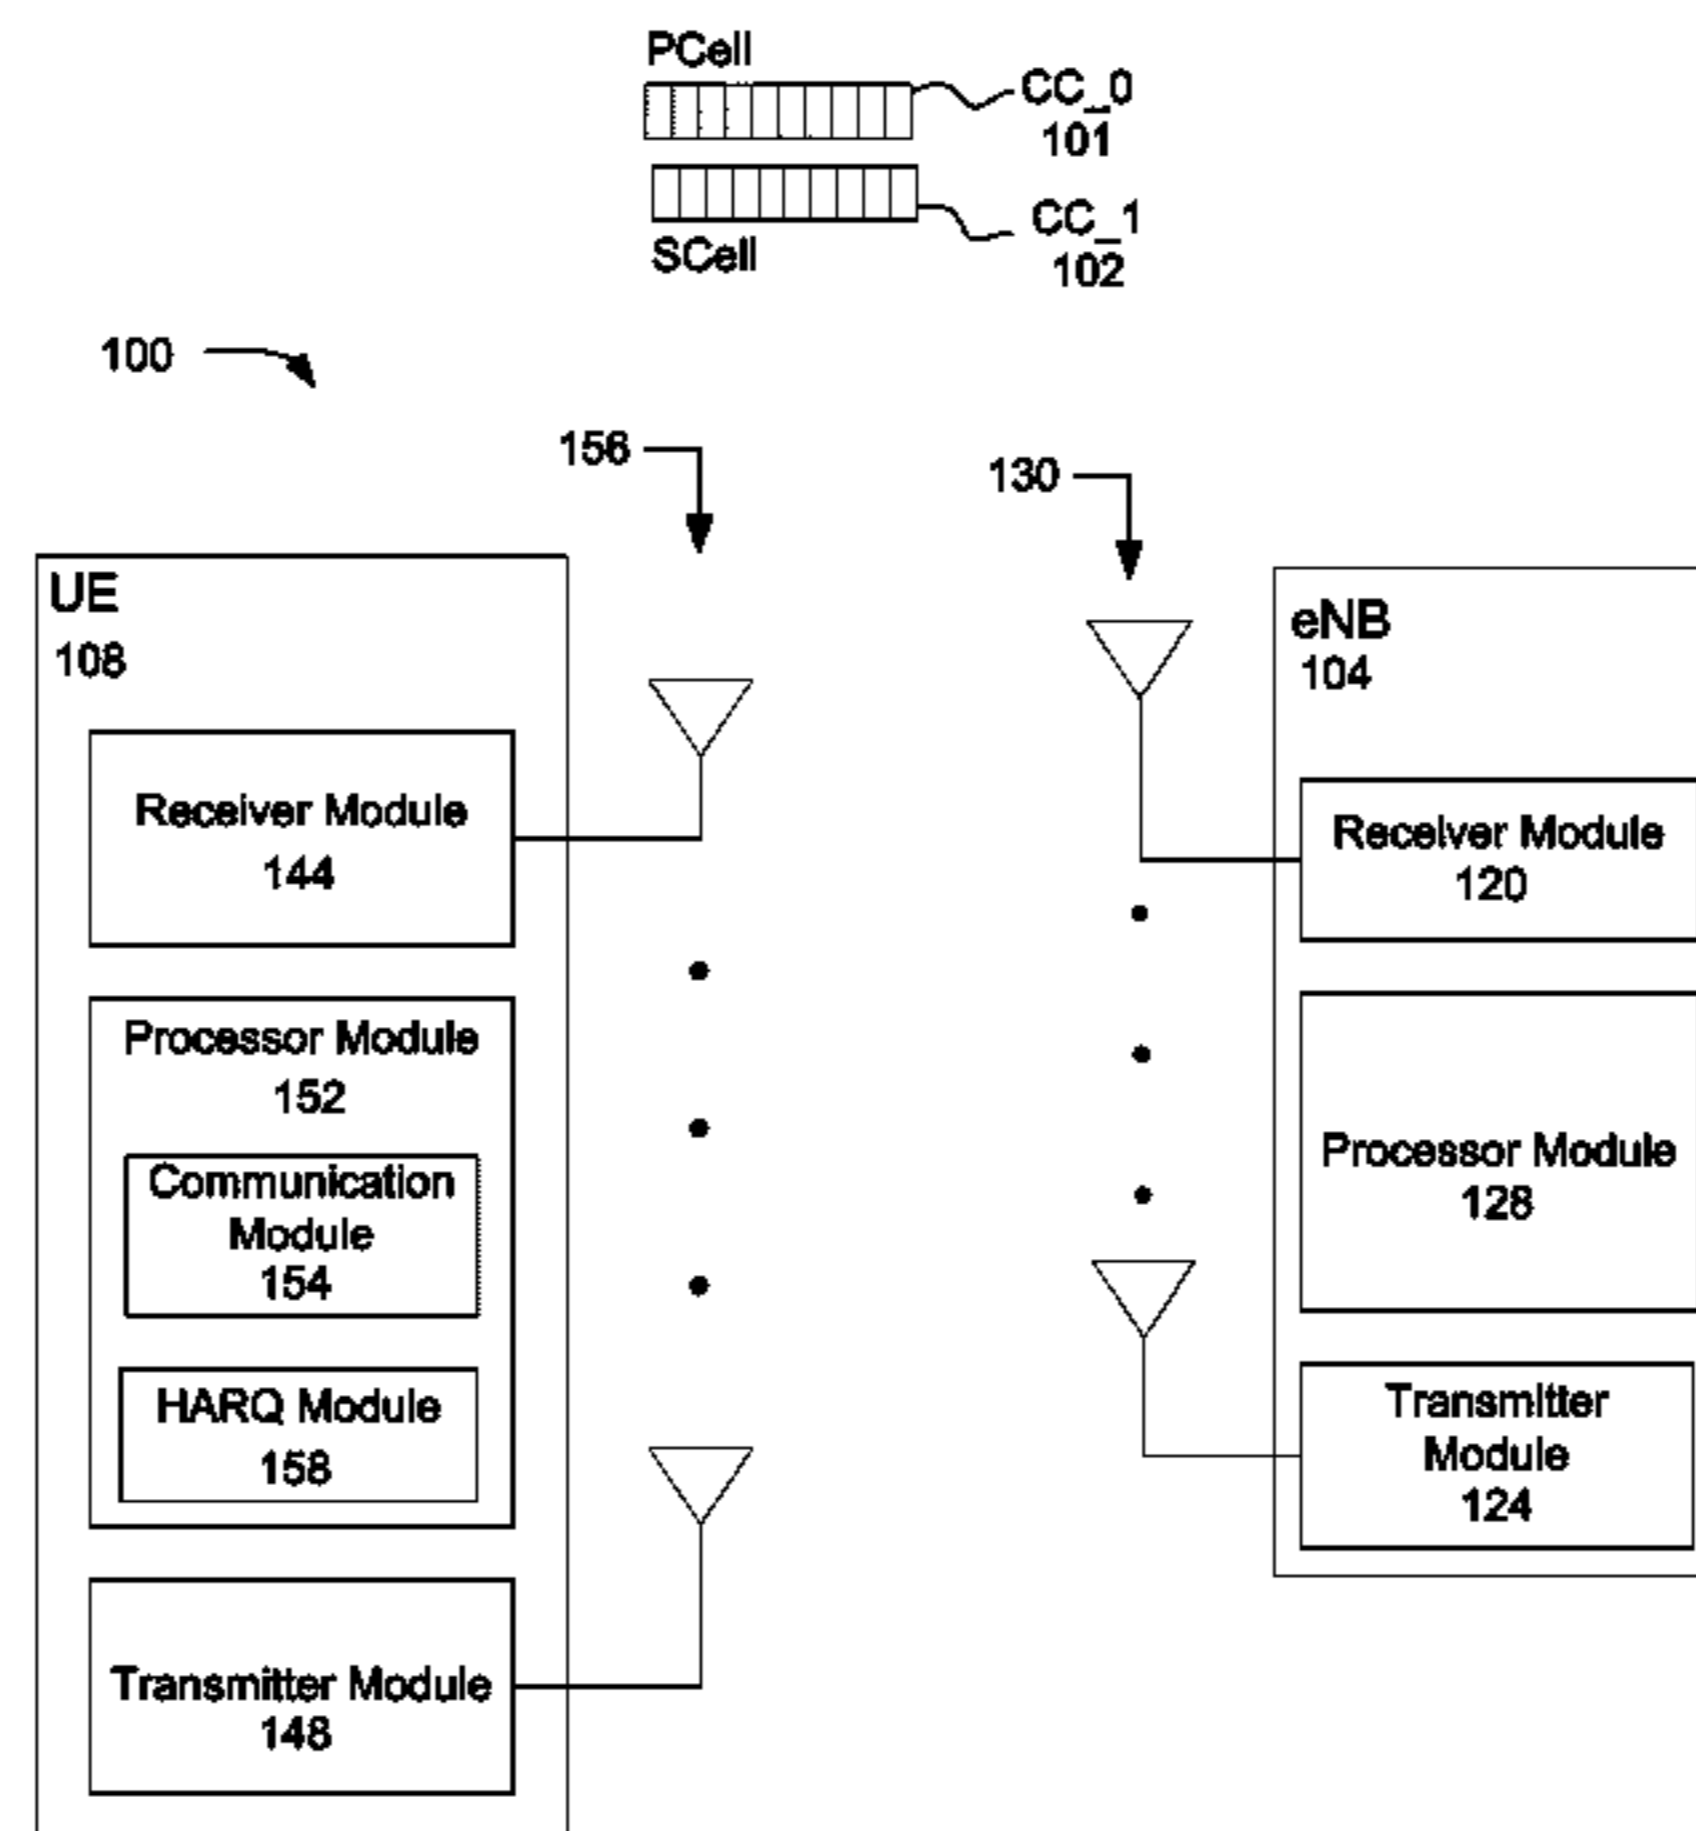 PCell
CC_0
101
CC_1
102
SCell
100
156
130
UE
108
Receiver Module
144
Processor Module
152
Communication
Module
154
HARQ Module
158
Transmitter Module
148
eNB
104
Receiver Module
120
Processor Module
128
Transmitter
Module
124